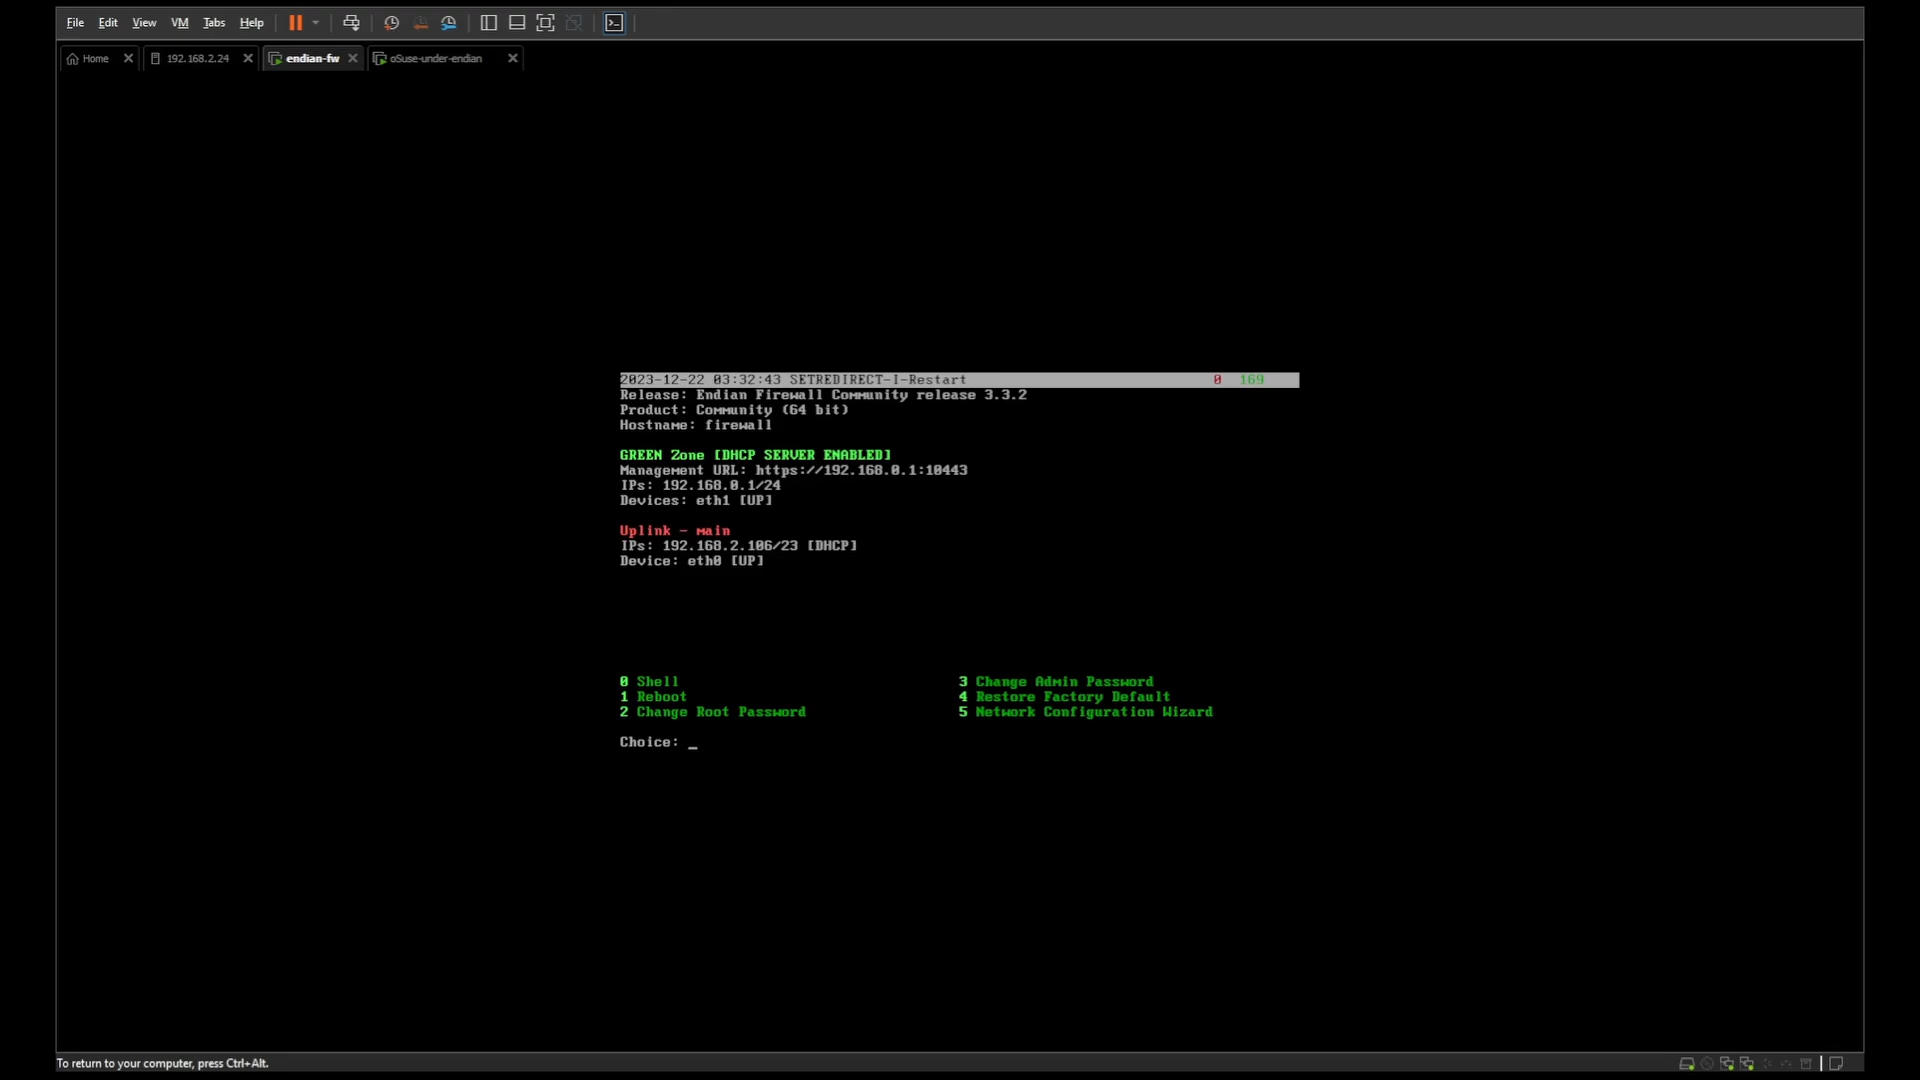 File Edit View VM Tabs Help
Home 192.168.2.24 endian-fw oSuse-under-endian
2023-12-22 03:32:43 SETREDIRECT-I-Restart 0 169
Release: Endian Firewall Community release 3.3.2
Product: Community (64 bit)
Hostname: firewall
GREEN Zone [DHCP SERVER ENABLED]
Management URL: https://192.168.0.1:10443
IPs: 192.168.0.1/24
Devices: eth1 [UP]
Uplink - main
IPs: 192.168.2.106/23 [DHCP]
Device: eth0 [UP]
0 Shell 3 Change Admin Password
1 Reboot 4 Restore Factory Default
2 Change Root Password 5 Network Configuration Wizard
Choice: _
To return to your computer, press Ctrl+Alt.